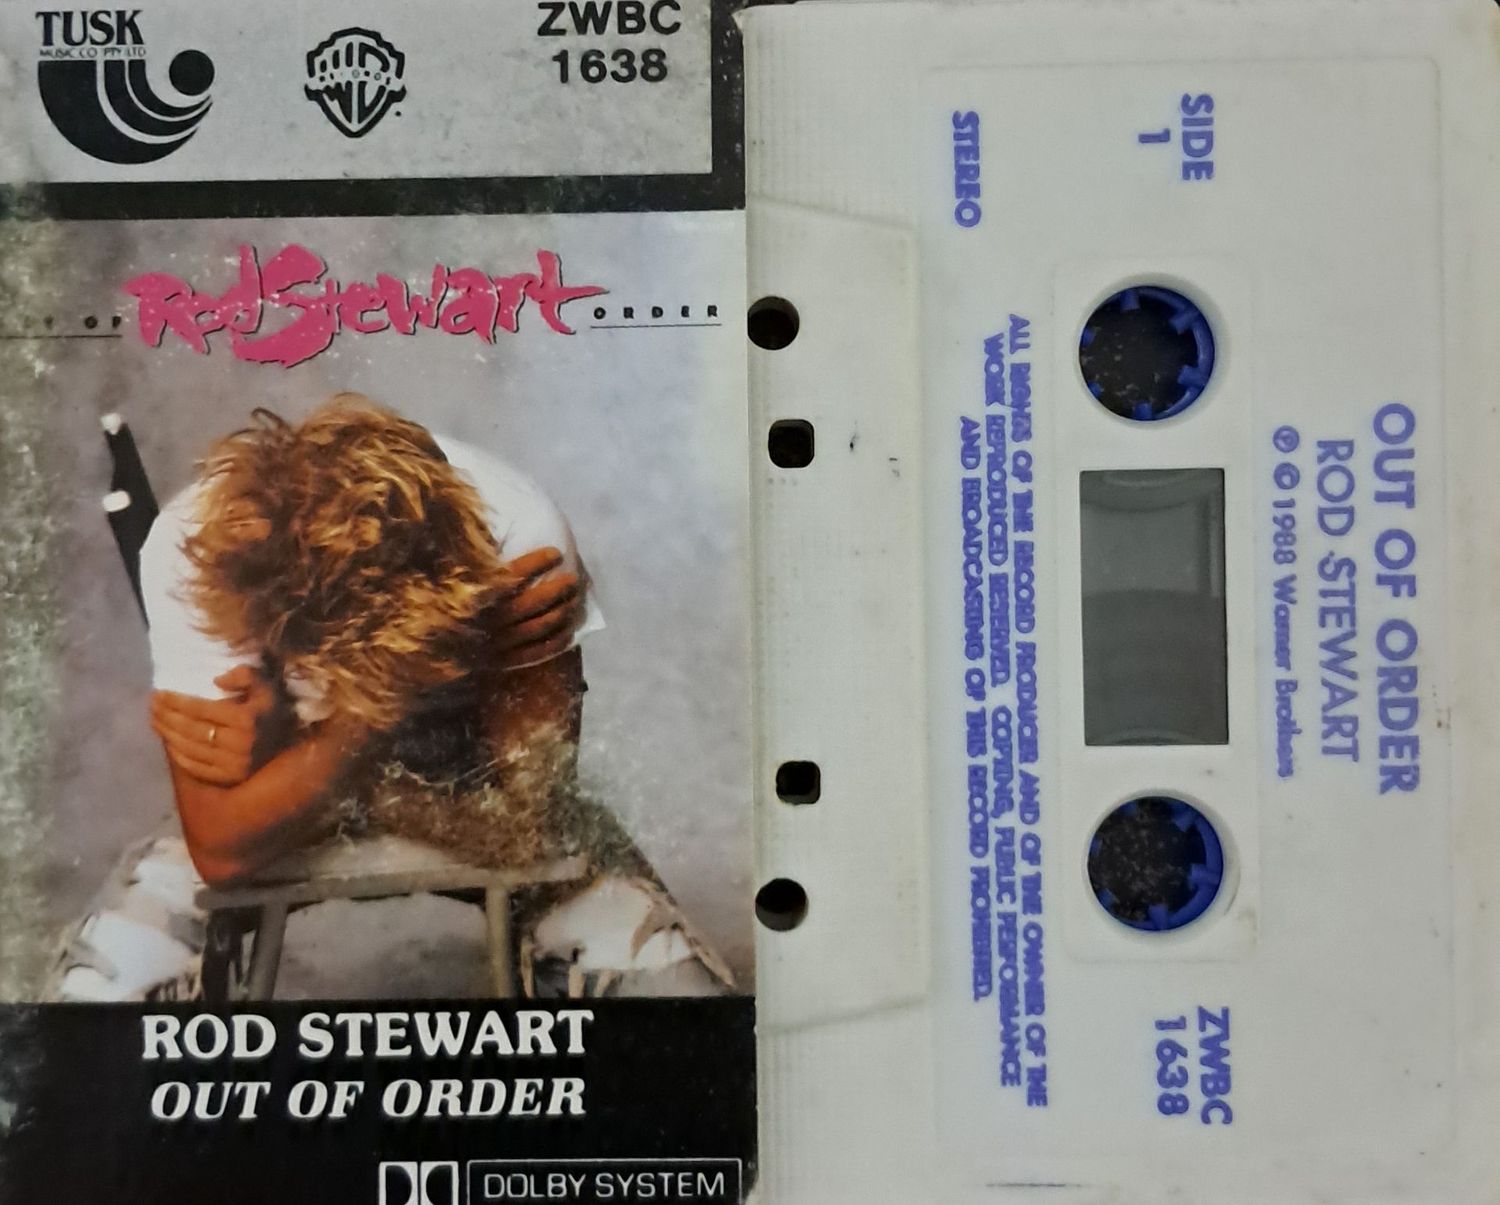 TUSK
MUSIC CO PTY LTD
ZWBC
1638
OF Rod Stewart ORDER
ROD STEWART
OUT OF ORDER
DOLBY SYSTEM
OUT OF ORDER
ROD STEWART
℗ © 1988 Warner Brothers
SIDE
1
ZWBC
1638
STEREO
ALL RIGHTS OF THE RECORD PRODUCER AND OF THE OWNER OF THE
WORK REPRODUCED RESERVED. COPYING, PUBLIC PERFORMANCE
AND BROADCASTING OF THIS RECORD PROHIBITED.